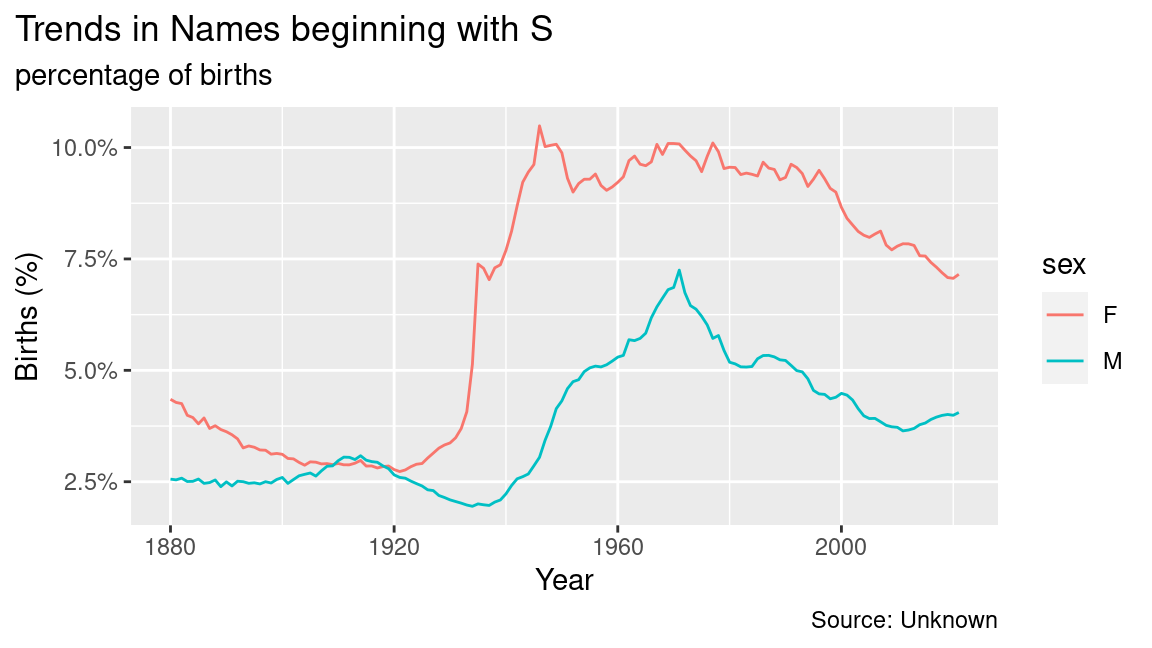 Trends in Names beginning with S
percentage of births
10.0%
7.5%
5.0%
2.5%
Births (%)
1880 1920 1960 2000
Year
sex
F
M
Source: Unknown